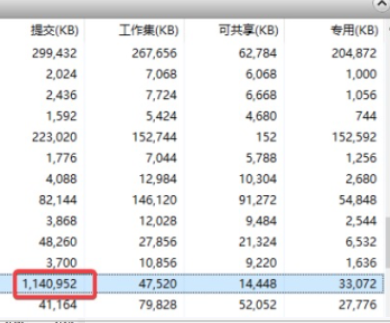 提交(KB) 工作集(KB) 可共享(KB) 专用(KB)
299,432 267,656 62,784 204,872
2,024 7,068 6,068 1,000
2,436 7,724 6,668 1,056
1,592 5,424 4,680 744
223,020 152,744 152 152,592
1,776 7,044 5,788 1,256
4,088 12,984 10,304 2,680
82,144 146,120 91,272 54,848
3,868 12,028 9,484 2,544
48,260 27,856 21,324 6,532
3,700 10,856 9,220 1,636
1,140,952 47,520 14,448 33,072
41,164 79,828 52,052 27,776